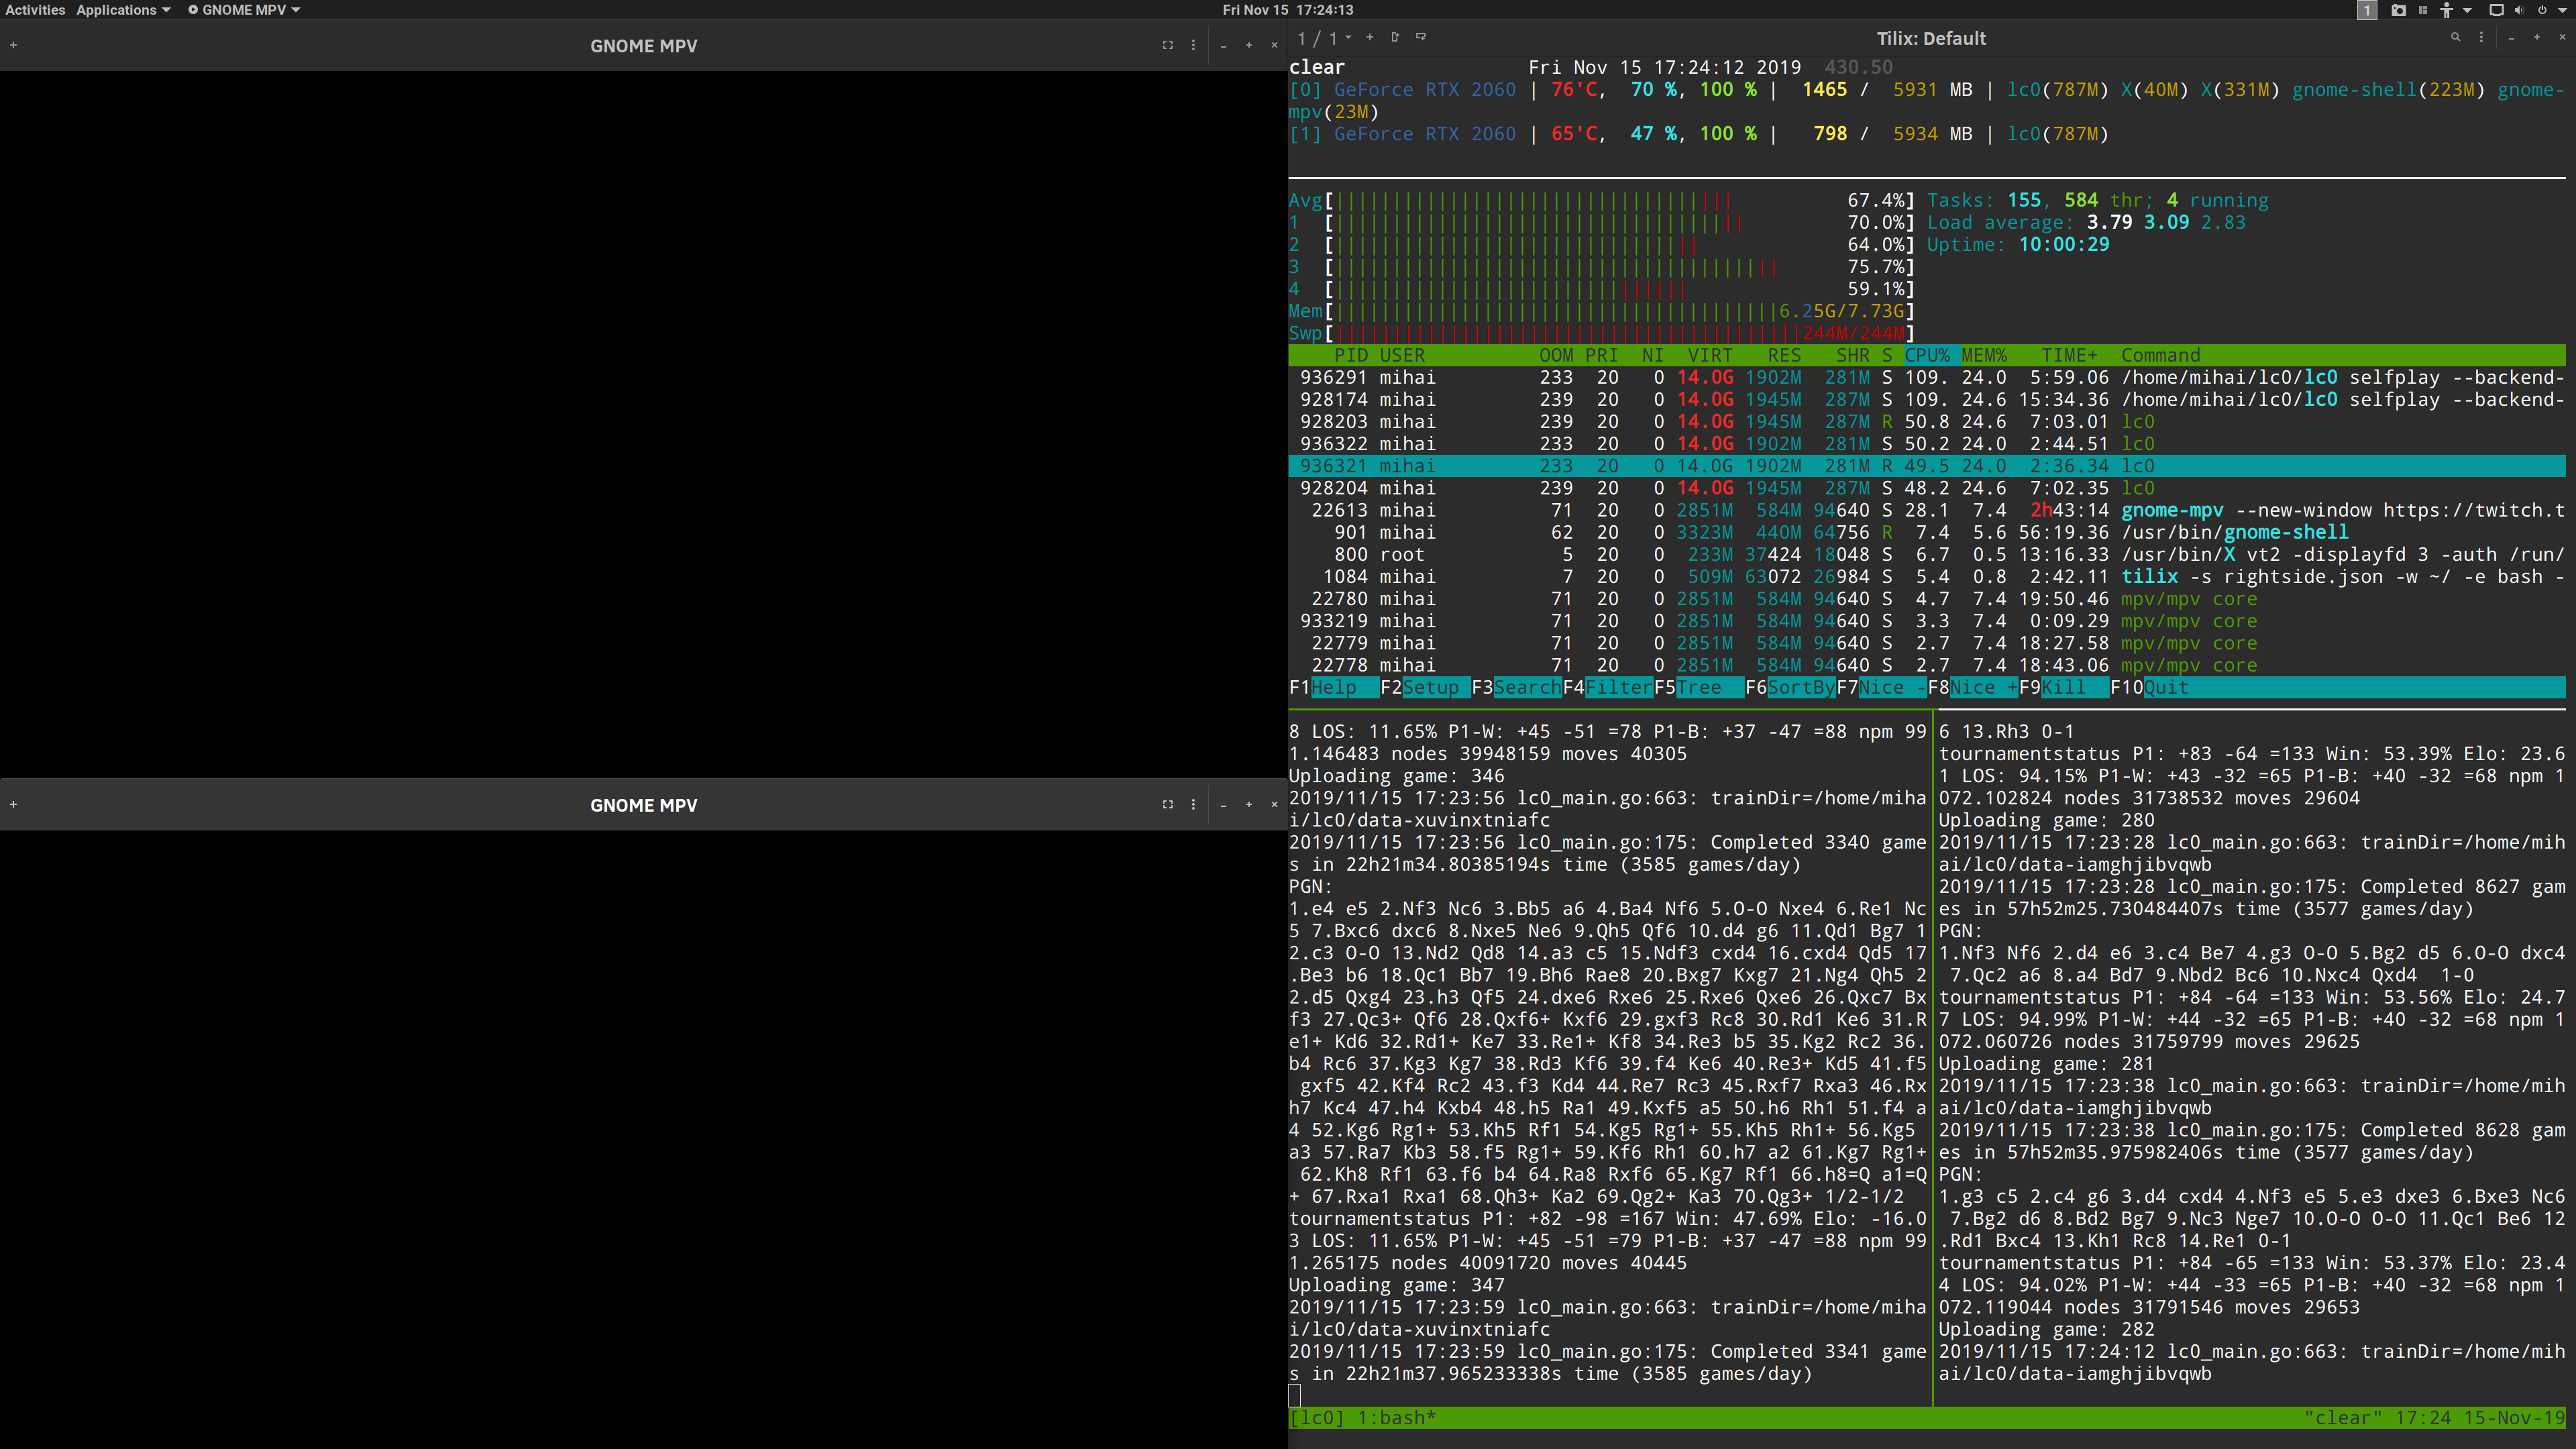 Activities Applications GNOME MPV Fri Nov 15 17:24:13 1
GNOME MPV
GNOME MPV
1 / 1 Tilix: Default
clear Fri Nov 15 17:24:12 2019 430.50
[0] GeForce RTX 2060 | 76'C, 70 %, 100 % | 1465 / 5931 MB | lc0(787M) X(40M) X(331M) gnome-shell(223M) gnome-
mpv(23M)
[1] GeForce RTX 2060 | 65'C, 47 %, 100 % | 798 / 5934 MB | lc0(787M)
Avg[ 67.4%] Tasks: 155, 584 thr; 4 running
1 [ 70.0%] Load average: 3.79 3.09 2.83
2 [ 64.0%] Uptime: 10:00:29
3 [ 75.7%]
4 [ 59.1%]
Mem[ 6.25G/7.73G]
Swp[ 244M/244M]
PID USER OOM PRI NI VIRT RES SHR S CPU% MEM% TIME+ Command
936291 mihai 233 20 0 14.0G 1902M 281M S 109. 24.0 5:59.06 /home/mihai/lc0/lc0 selfplay --backend-
928174 mihai 239 20 0 14.0G 1945M 287M S 109. 24.6 15:34.36 /home/mihai/lc0/lc0 selfplay --backend-
928203 mihai 239 20 0 14.0G 1945M 287M R 50.8 24.6 7:03.01 lc0
936322 mihai 233 20 0 14.0G 1902M 281M S 50.2 24.0 2:44.51 lc0
936321 mihai 233 20 0 14.0G 1902M 281M R 49.5 24.0 2:36.34 lc0
928204 mihai 239 20 0 14.0G 1945M 287M S 48.2 24.6 7:02.35 lc0
22613 mihai 71 20 0 2851M 584M 94640 S 28.1 7.4 2h43:14 gnome-mpv --new-window https://twitch.t
901 mihai 62 20 0 3323M 440M 64756 R 7.4 5.6 56:19.36 /usr/bin/gnome-shell
800 root 5 20 0 233M 37424 18048 S 6.7 0.5 13:16.33 /usr/bin/X vt2 -displayfd 3 -auth /run/
1084 mihai 7 20 0 509M 63072 26984 S 5.4 0.8 2:42.11 tilix -s rightside.json -w ~/ -e bash -
22780 mihai 71 20 0 2851M 584M 94640 S 4.7 7.4 19:50.46 mpv/mpv core
933219 mihai 71 20 0 2851M 584M 94640 S 3.3 7.4 0:09.29 mpv/mpv core
22779 mihai 71 20 0 2851M 584M 94640 S 2.7 7.4 18:27.58 mpv/mpv core
22778 mihai 71 20 0 2851M 584M 94640 S 2.7 7.4 18:43.06 mpv/mpv core
F1Help F2Setup F3SearchF4FilterF5Tree F6SortByF7Nice -F8Nice +F9Kill F10Quit
8 LOS: 11.65% P1-W: +45 -51 =78 P1-B: +37 -47 =88 npm 99
1.146483 nodes 39948159 moves 40305
Uploading game: 346
2019/11/15 17:23:56 lc0_main.go:663: trainDir=/home/miha
i/lc0/data-xuvinxtniafc
2019/11/15 17:23:56 lc0_main.go:175: Completed 3340 game
s in 22h21m34.80385194s time (3585 games/day)
PGN:
1.e4 e5 2.Nf3 Nc6 3.Bb5 a6 4.Ba4 Nf6 5.O-O Nxe4 6.Re1 Nc
5 7.Bxc6 dxc6 8.Nxe5 Ne6 9.Qh5 Qf6 10.d4 g6 11.Qd1 Bg7 1
2.c3 O-O 13.Nd2 Qd8 14.a3 c5 15.Ndf3 cxd4 16.cxd4 Qd5 17
.Be3 b6 18.Qc1 Bb7 19.Bh6 Rae8 20.Bxg7 Kxg7 21.Ng4 Qh5 2
2.d5 Qxg4 23.h3 Qf5 24.dxe6 Rxe6 25.Rxe6 Qxe6 26.Qxc7 Bx
f3 27.Qc3+ Qf6 28.Qxf6+ Kxf6 29.gxf3 Rc8 30.Rd1 Ke6 31.R
e1+ Kd6 32.Rd1+ Ke7 33.Re1+ Kf8 34.Re3 b5 35.Kg2 Rc2 36.
b4 Rc6 37.Kg3 Kg7 38.Rd3 Kf6 39.f4 Ke6 40.Re3+ Kd5 41.f5
gxf5 42.Kf4 Rc2 43.f3 Kd4 44.Re7 Rc3 45.Rxf7 Rxa3 46.Rx
h7 Kc4 47.h4 Kxb4 48.h5 Ra1 49.Kxf5 a5 50.h6 Rh1 51.f4 a
4 52.Kg6 Rg1+ 53.Kh5 Rf1 54.Kg5 Rg1+ 55.Kh5 Rh1+ 56.Kg5
a3 57.Ra7 Kb3 58.f5 Rg1+ 59.Kf6 Rh1 60.h7 a2 61.Kg7 Rg1+
62.Kh8 Rf1 63.f6 b4 64.Ra8 Rxf6 65.Kg7 Rf1 66.h8=Q a1=Q
+ 67.Rxa1 Rxa1 68.Qh3+ Ka2 69.Qg2+ Ka3 70.Qg3+ 1/2-1/2
tournamentstatus P1: +82 -98 =167 Win: 47.69% Elo: -16.0
3 LOS: 11.65% P1-W: +45 -51 =79 P1-B: +37 -47 =88 npm 99
1.265175 nodes 40091720 moves 40445
Uploading game: 347
2019/11/15 17:23:59 lc0_main.go:663: trainDir=/home/miha
i/lc0/data-xuvinxtniafc
2019/11/15 17:23:59 lc0_main.go:175: Completed 3341 game
s in 22h21m37.965233338s time (3585 games/day)
6 13.Rh3 0-1
tournamentstatus P1: +83 -64 =133 Win: 53.39% Elo: 23.6
1 LOS: 94.15% P1-W: +43 -32 =65 P1-B: +40 -32 =68 npm 1
072.102824 nodes 31738532 moves 29604
Uploading game: 280
2019/11/15 17:23:28 lc0_main.go:663: trainDir=/home/mih
ai/lc0/data-iamghjibvqwb
2019/11/15 17:23:28 lc0_main.go:175: Completed 8627 gam
es in 57h52m25.730484407s time (3577 games/day)
PGN:
1.Nf3 Nf6 2.d4 e6 3.c4 Be7 4.g3 O-O 5.Bg2 d5 6.O-O dxc4
7.Qc2 a6 8.a4 Bd7 9.Nbd2 Bc6 10.Nxc4 Qxd4 1-0
tournamentstatus P1: +84 -64 =133 Win: 53.56% Elo: 24.7
7 LOS: 94.99% P1-W: +44 -32 =65 P1-B: +40 -32 =68 npm 1
072.060726 nodes 31759799 moves 29625
Uploading game: 281
2019/11/15 17:23:38 lc0_main.go:663: trainDir=/home/mih
ai/lc0/data-iamghjibvqwb
2019/11/15 17:23:38 lc0_main.go:175: Completed 8628 gam
es in 57h52m35.975982406s time (3577 games/day)
PGN:
1.g3 c5 2.c4 g6 3.d4 cxd4 4.Nf3 e5 5.e3 dxe3 6.Bxe3 Nc6
7.Bg2 d6 8.Bd2 Bg7 9.Nc3 Nge7 10.O-O O-O 11.Qc1 Be6 12
.Rd1 Bxc4 13.Kh1 Rc8 14.Re1 0-1
tournamentstatus P1: +84 -65 =133 Win: 53.37% Elo: 23.4
4 LOS: 94.02% P1-W: +44 -33 =65 P1-B: +40 -32 =68 npm 1
072.119044 nodes 31791546 moves 29653
Uploading game: 282
2019/11/15 17:24:12 lc0_main.go:663: trainDir=/home/mih
ai/lc0/data-iamghjibvqwb
[lc0] 1:bash* "clear" 17:24 15-Nov-19